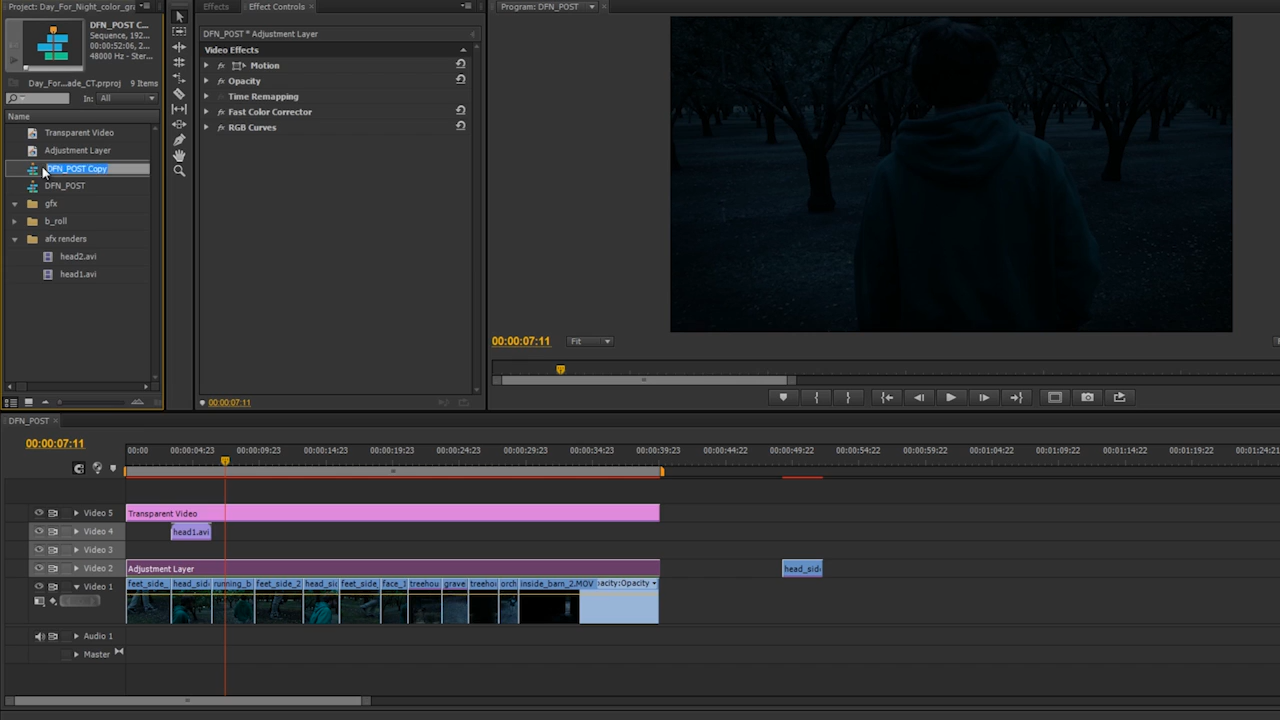 Project: Day_For_Night_color_gra
DFN_POST C...
Sequence, 192...
00:00:52:06, 2...
48000 Hz - Ster...
Day_For...ade_CT.prproj 9 Items
In: All
Name
Transparent Video
Adjustment Layer
DFN_POST Copy
DFN_POST
gfx
b_roll
afx renders
head2.avi
head1.avi
Effects
Effect Controls
DFN_POST * Adjustment Layer
Video Effects
fx Motion
fx Opacity
Time Remapping
fx Fast Color Corrector
fx RGB Curves
00:00:07:11
Program: DFN_POST
00:00:07:11
Fit
DFN_POST
00:00:07:11
00:00 00:00:04:23 00:00:09:23 00:00:14:23 00:00:19:23 00:00:24:23 00:00:29:23 00:00:34:23 00:00:39:23 00:00:44:22 00:00:49:22 00:00:54:22 00:00:59:22 00:01:04:22 00:01:09:22 00:01:14:22 00:01:19:22 00:01:24:21
Video 5
Transparent Video
Video 4
head1.avi
Video 3
Video 2
Adjustment Layer
head_sid
Video 1
feet_side_ head_sid running_b feet_side_2 head_sid feet_side_ face_1 treehou grave treehou orch inside_barn_2.MOV acity:Opacity
Audio 1
Master